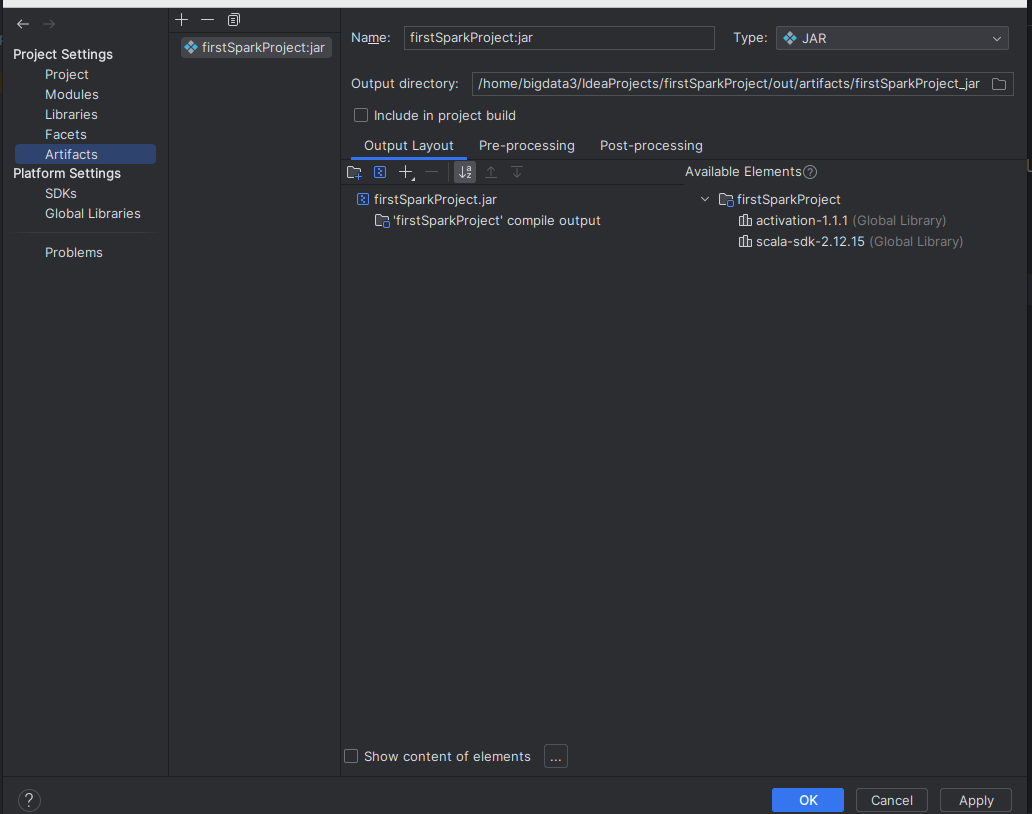 Project Settings
Project
Modules
Libraries
Facets
Artifacts
Platform Settings
SDKs
Global Libraries
Problems
firstSparkProject:jar
Name: firstSparkProject:jar Type: JAR
Output directory: /home/bigdata3/IdeaProjects/firstSparkProject/out/artifacts/firstSparkProject_jar
Include in project build
Output Layout Pre-processing Post-processing
Available Elements ?
firstSparkProject.jar
'firstSparkProject' compile output
firstSparkProject
activation-1.1.1 (Global Library)
scala-sdk-2.12.15 (Global Library)
Show content of elements ...
? OK Cancel Apply